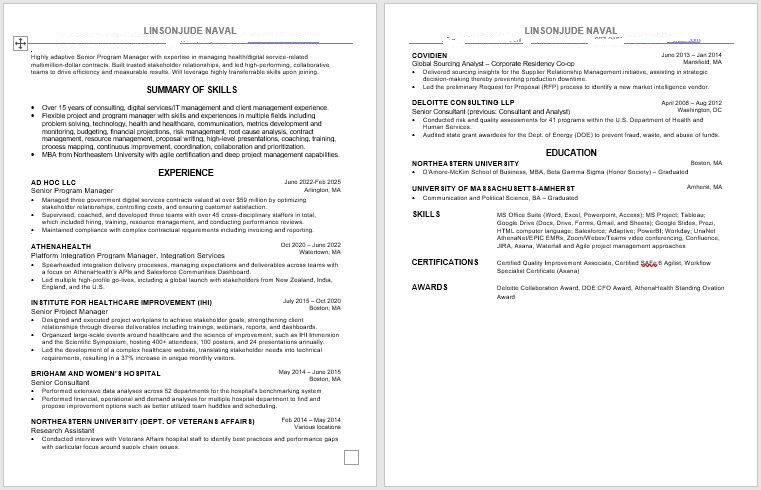 LINSONJUDE NAVAL
Highly adaptive Senior Program Manager with expertise in managing health/digital service-related
multimillion-dollar contracts. Built trusted stakeholder relationships, and led high-performing, collaborative
teams to drive efficiency and measurable results. Will leverage highly transferable skills upon joining.
SUMMARY OF SKILLS
• Over 15 years of consulting, digital services/IT management and client management experience.
• Flexible project and program manager with skills and experiences in multiple fields including
problem solving, technology, health and healthcare, communication, metrics development and
monitoring, budgeting, financial projections, risk management, root cause analysis, contract
management, resource management, proposal writing, high-level presentations, coaching, training,
process mapping, continuous improvement, coordination, collaboration and prioritization.
• MBA from Northeastern University with agile certification and deep project management capabilities.
EXPERIENCE
AD HOC LLC June 2022-Feb 2025
Senior Program Manager Arlington, MA
• Managed three government digital services contracts valued at over $59 million by optimizing
stakeholder relationships, controlling costs, and ensuring customer satisfaction.
• Supervised, coached, and developed three teams with over 45 cross-disciplinary staffers in total,
which included hiring, training, resource management, and conducting performance reviews.
• Maintained compliance with complex contractual requirements including invoicing and reporting.
ATHENAHEALTH Oct 2020 – June 2022
Platform Integration Program Manager, Integration Services Watertown, MA
• Spearheaded integration delivery processes, managing expectations and deliverables across teams with
a focus on AthenaHealth's APIs and Salesforce Communities Dashboard.
• Led multiple high-profile go-lives, including a global launch with stakeholders from New Zealand, India,
England, and the U.S.
INSTITUTE FOR HEALTHCARE IMPROVEMENT (IHI) July 2015 – Oct 2020
Senior Project Manager Boston, MA
• Designed and executed project workplans to achieve stakeholder goals, strengthening client
relationships through diverse deliverables including trainings, webinars, reports, and dashboards.
• Organized large-scale events around healthcare and the science of improvement, such as IHI Immersion
and the Scientific Symposium, hosting 400+ attendees, 100 posters, and 24 presentations annually.
• Led the development of a complex healthcare website, translating stakeholder needs into technical
requirements, resulting in a 37% increase in unique monthly visitors.
BRIGHAM AND WOMEN'S HOSPITAL May 2014 – June 2015
Senior Consultant Boston, MA
• Performed extensive data analyses across 52 departments for the hospital's benchmarking system
• Performed financial, operational and demand analyses for multiple hospital department to find and
propose improvement options such as better utilized team huddles and scheduling.
NORTHEASTERN UNIVERSITY (DEPT. OF VETERANS AFFAIRS) Feb 2014 – May 2014
Research Assistant Various locations
• Conducted interviews with Veterans Affairs hospital staff to identify best practices and performance gaps
with particular focus around supply chain issues.
LINSONJUDE NAVAL
COVIDIEN June 2013 – Jan 2014
Global Sourcing Analyst – Corporate Residency Co-op Mansfield, MA
• Delivered sourcing insights for the Supplier Relationship Management initiative, assisting in strategic
decision-making thereby preventing production downtime.
• Led the preliminary Request for Proposal (RFP) process to identify a new market intelligence vendor.
DELOITTE CONSULTING LLP April 2008 – Aug 2012
Senior Consultant (previous: Consultant and Analyst) Washington, DC
• Conducted risk and quality assessments for 41 programs within the U.S. Department of Health and
Human Services.
• Audited state grant awardees for the Dept. of Energy (DOE) to prevent fraud, waste, and abuse of funds.
EDUCATION
NORTHEASTERN UNIVERSITY Boston, MA
• D'Amore-McKim School of Business, MBA, Beta Gamma Sigma (Honor Society) – Graduated
UNIVERSITY OF MASSACHUSETTS-AMHERST Amherst, MA
• Communication and Political Science, BA – Graduated
SKILLS MS Office Suite (Word, Excel, Powerpoint, Access); MS Project; Tableau;
Google Drive (Docs, Drive, Gmail, and Sheets); Google Slides, Prezi,
HTML computer language; Salesforce; Adaptive; PowerBI; Workday; UnaNet
AthenaNet/EPIC EMRs, Zoom/Webex/Teams video conferencing, Confluence,
JIRA, Asana, Waterfall and Agile project management approaches
CERTIFICATIONS Certified Quality Improvement Associate, Certified SAFe 6 Agilist, Workflow
Specialist Certificate (Asana)
AWARDS Deloitte Collaboration Award, DOE CFO Award, AthenaHealth Standing Ovation
Award